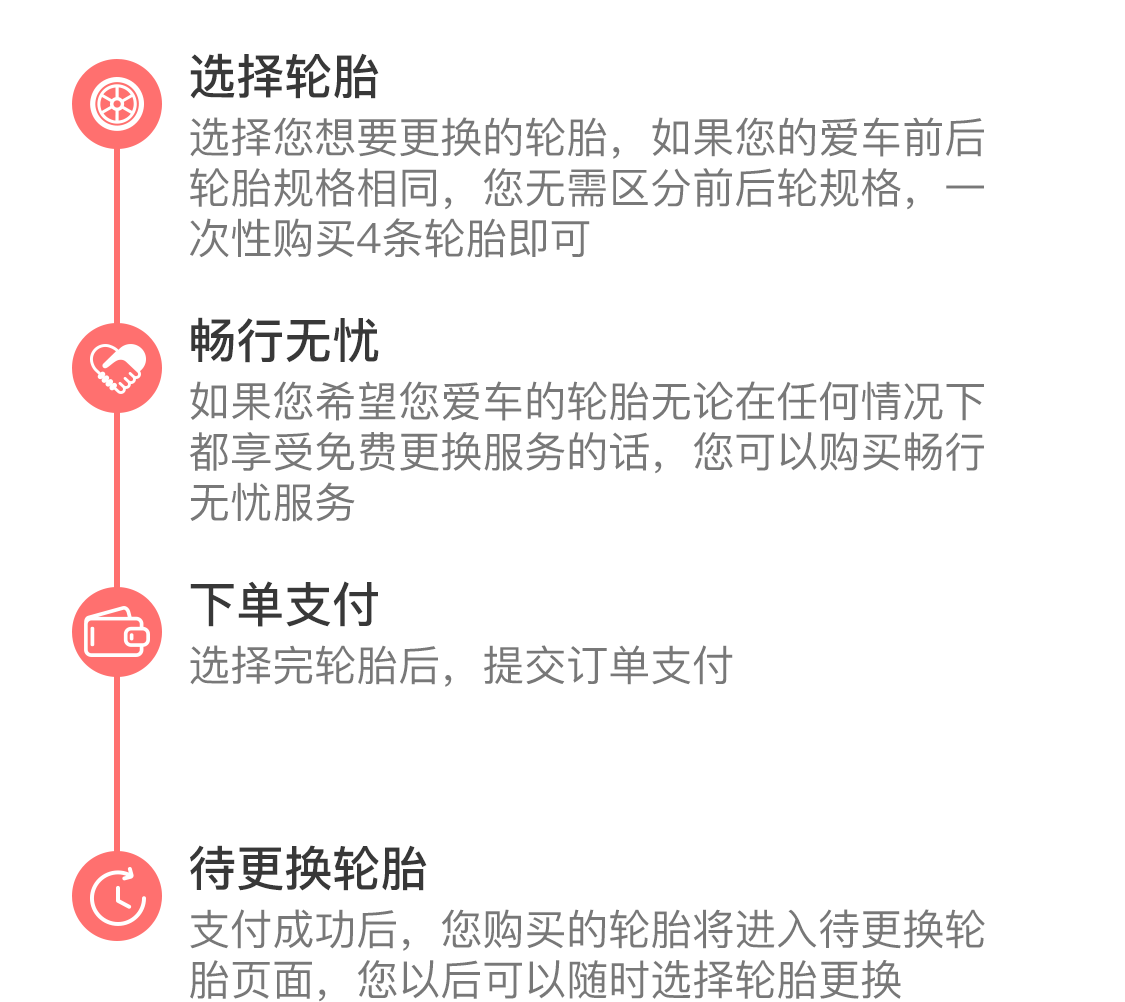 选择轮胎
选择您想要更换的轮胎，如果您的爱车前后
轮胎规格相同，您无需区分前后轮规格，一
次性购买4条轮胎即可
畅行无忧
如果您希望您爱车的轮胎无论在任何情况下
都享受免费更换服务的话，您可以购买畅行
无忧服务
下单支付
选择完轮胎后，提交订单支付
待更换轮胎
支付成功后，您购买的轮胎将进入待更换轮
胎页面，您以后可以随时选择轮胎更换